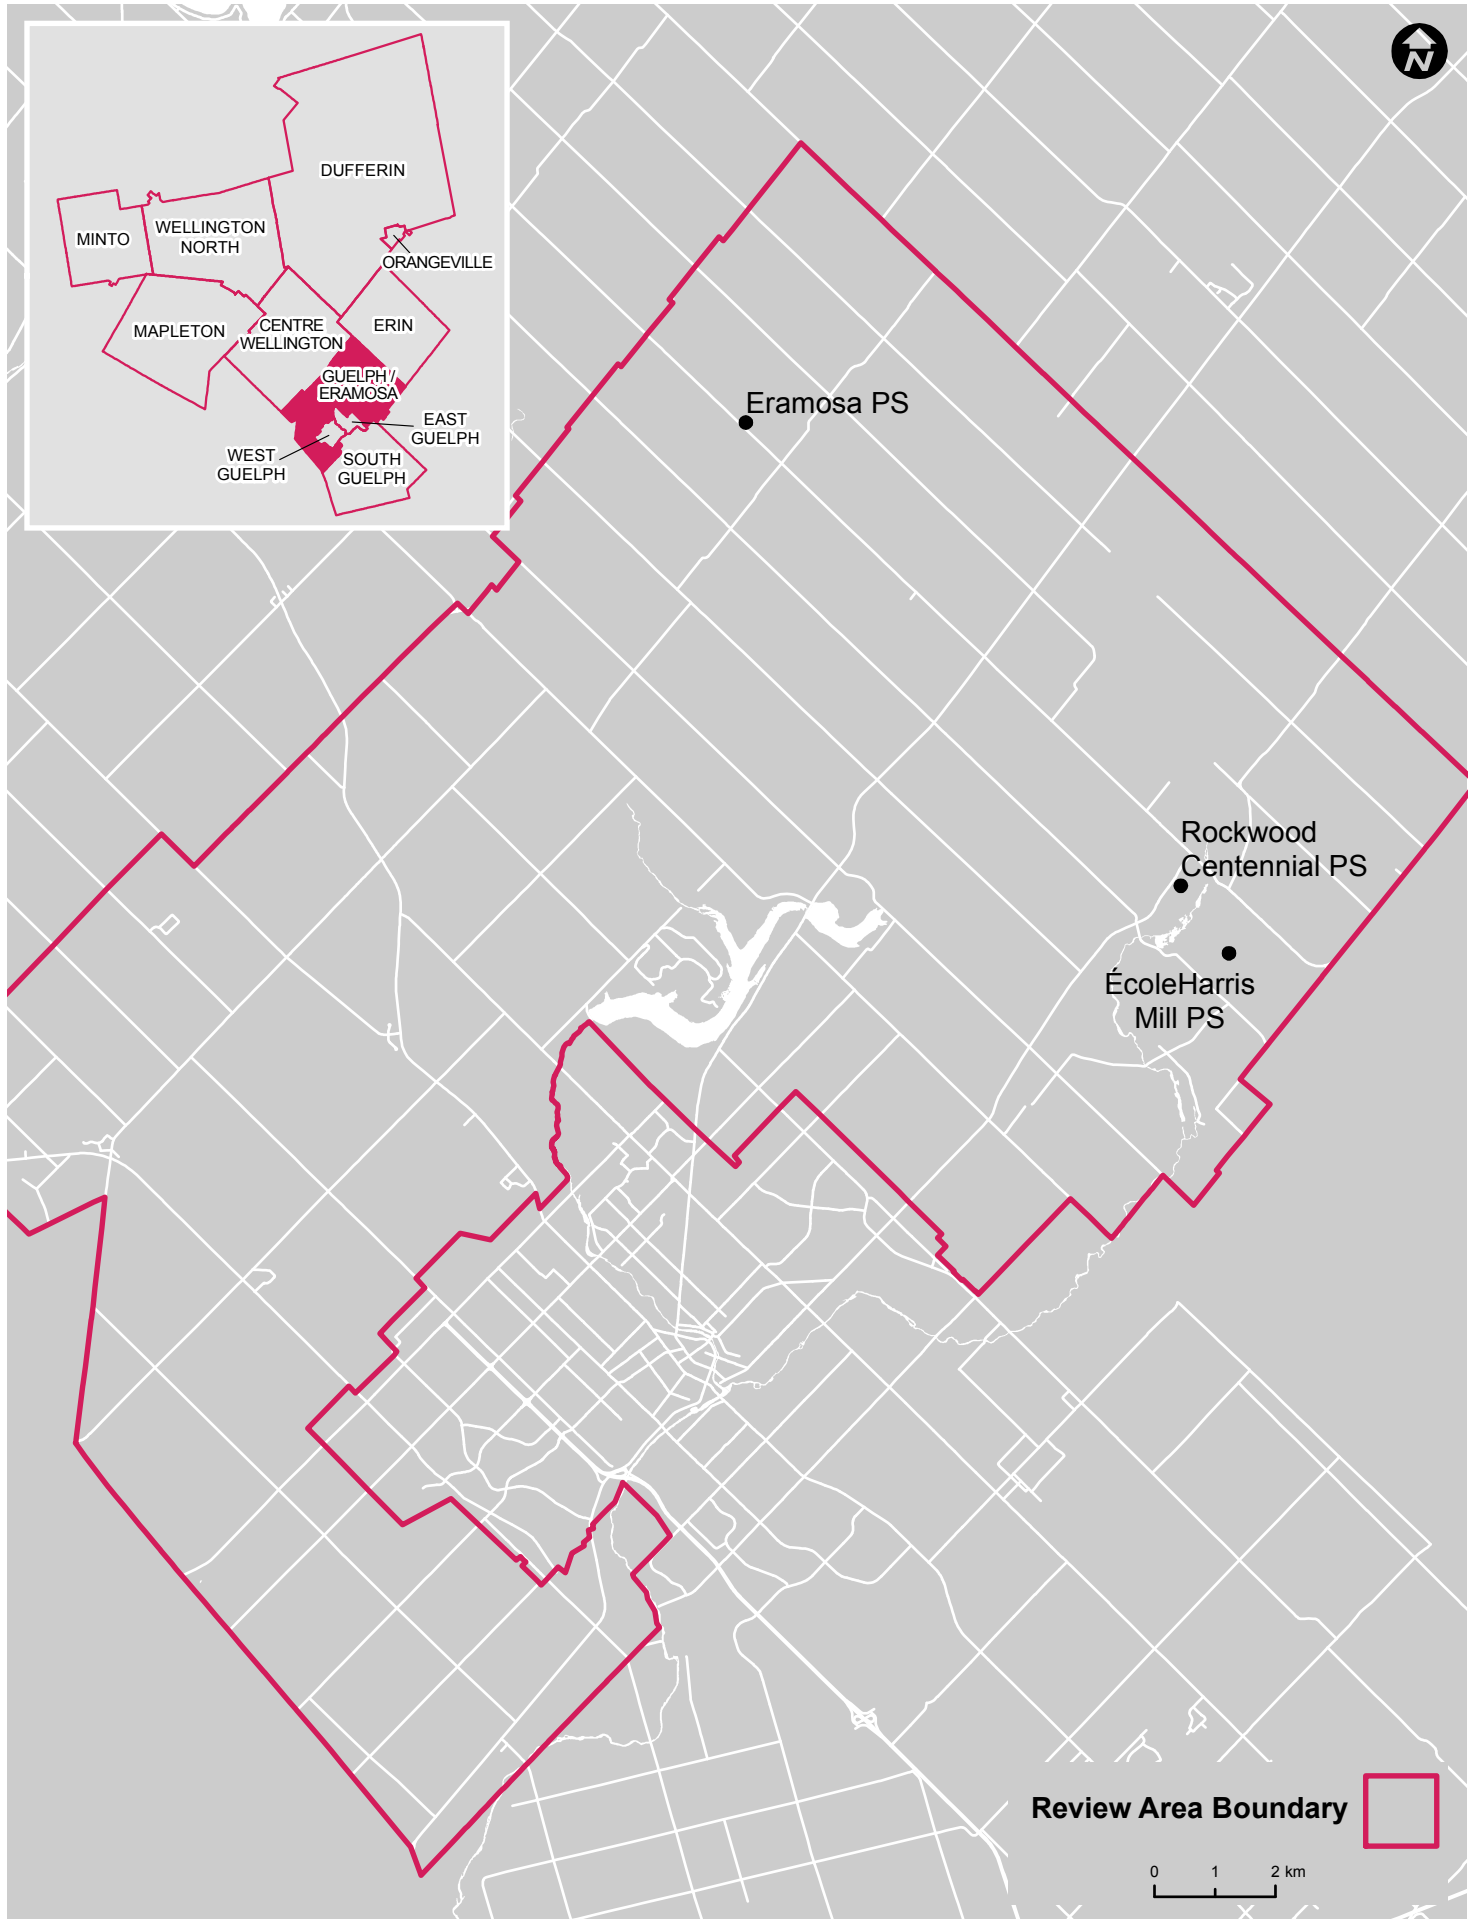 N
DUFFERIN
MINTO
WELLINGTON
NORTH
ORANGEVILLE
MAPLETON
CENTRE
WELLINGTON
ERIN
GUELPH /
ERAMOSA
EAST
GUELPH
WEST
GUELPH
SOUTH
GUELPH
Eramosa PS
Rockwood
Centennial PS
ÉcoleHarris
Mill PS
Review Area Boundary
0 1 2 km